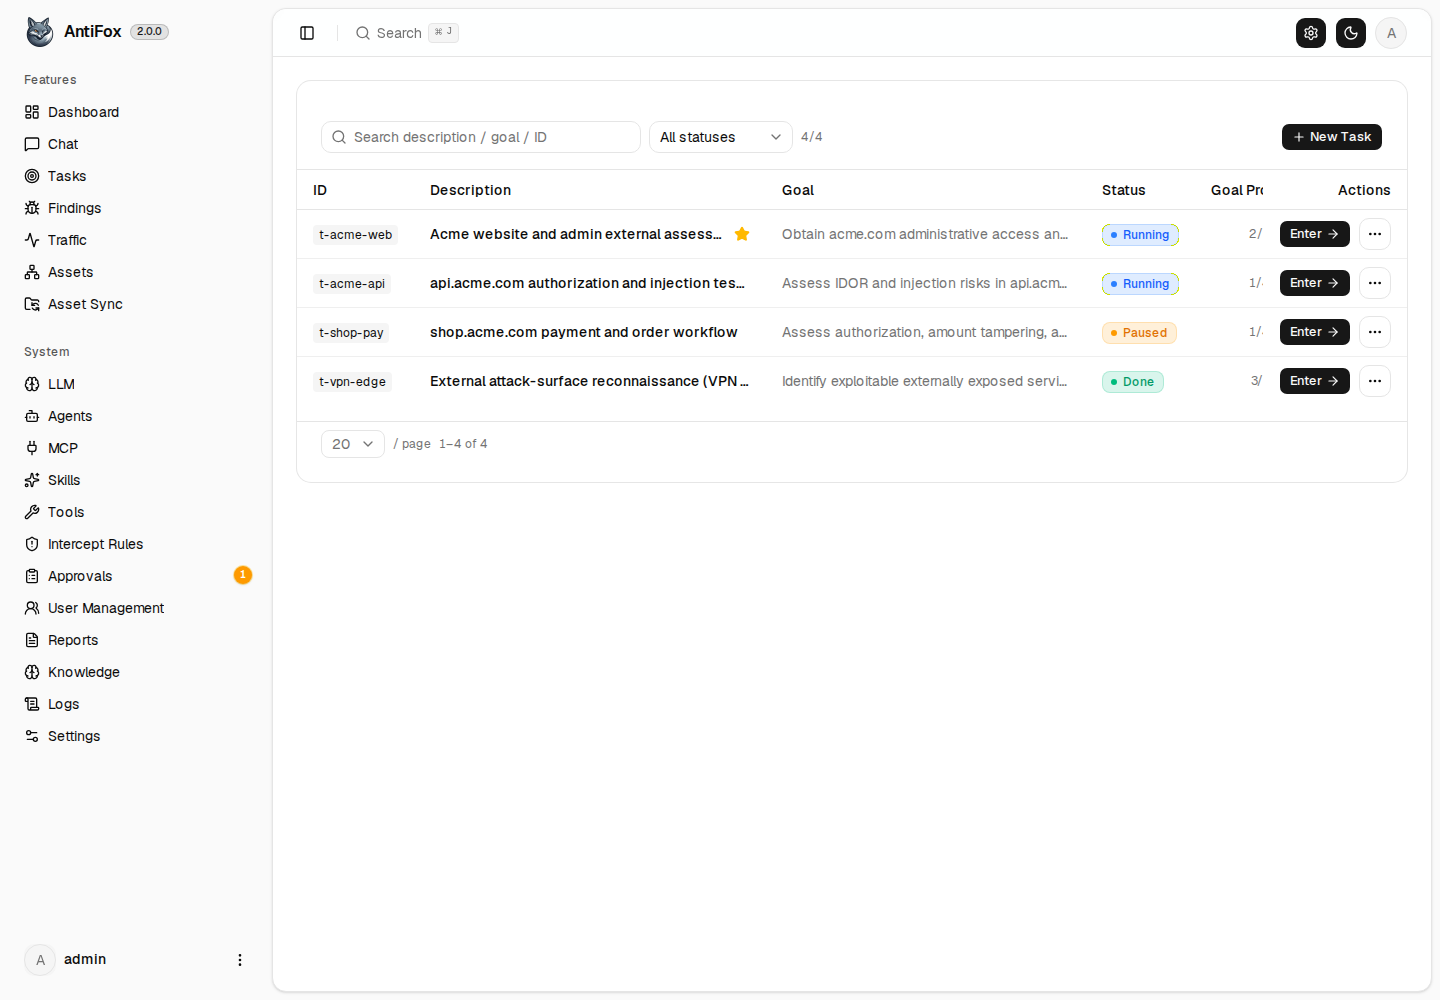 AntiFox 2.0.0
Features
Dashboard
Chat
Tasks
Findings
Traffic
Assets
Asset Sync
System
LLM
Agents
MCP
Skills
Tools
Intercept Rules
Approvals 1
User Management
Reports
Knowledge
Logs
Settings
A admin
Search ⌘ J
A
Search description / goal / ID All statuses 4/4 + New Task
ID Description Goal Status Goal Pro Actions
t-acme-web Acme website and admin external assess... Obtain acme.com administrative access an... Running 2/ Enter →
t-acme-api api.acme.com authorization and injection tes... Assess IDOR and injection risks in api.acm... Running 1/ Enter →
t-shop-pay shop.acme.com payment and order workflow Assess authorization, amount tampering, a... Paused 1/ Enter →
t-vpn-edge External attack-surface reconnaissance (VPN ... Identify exploitable externally exposed servi... Done 3/ Enter →
20 / page 1–4 of 4